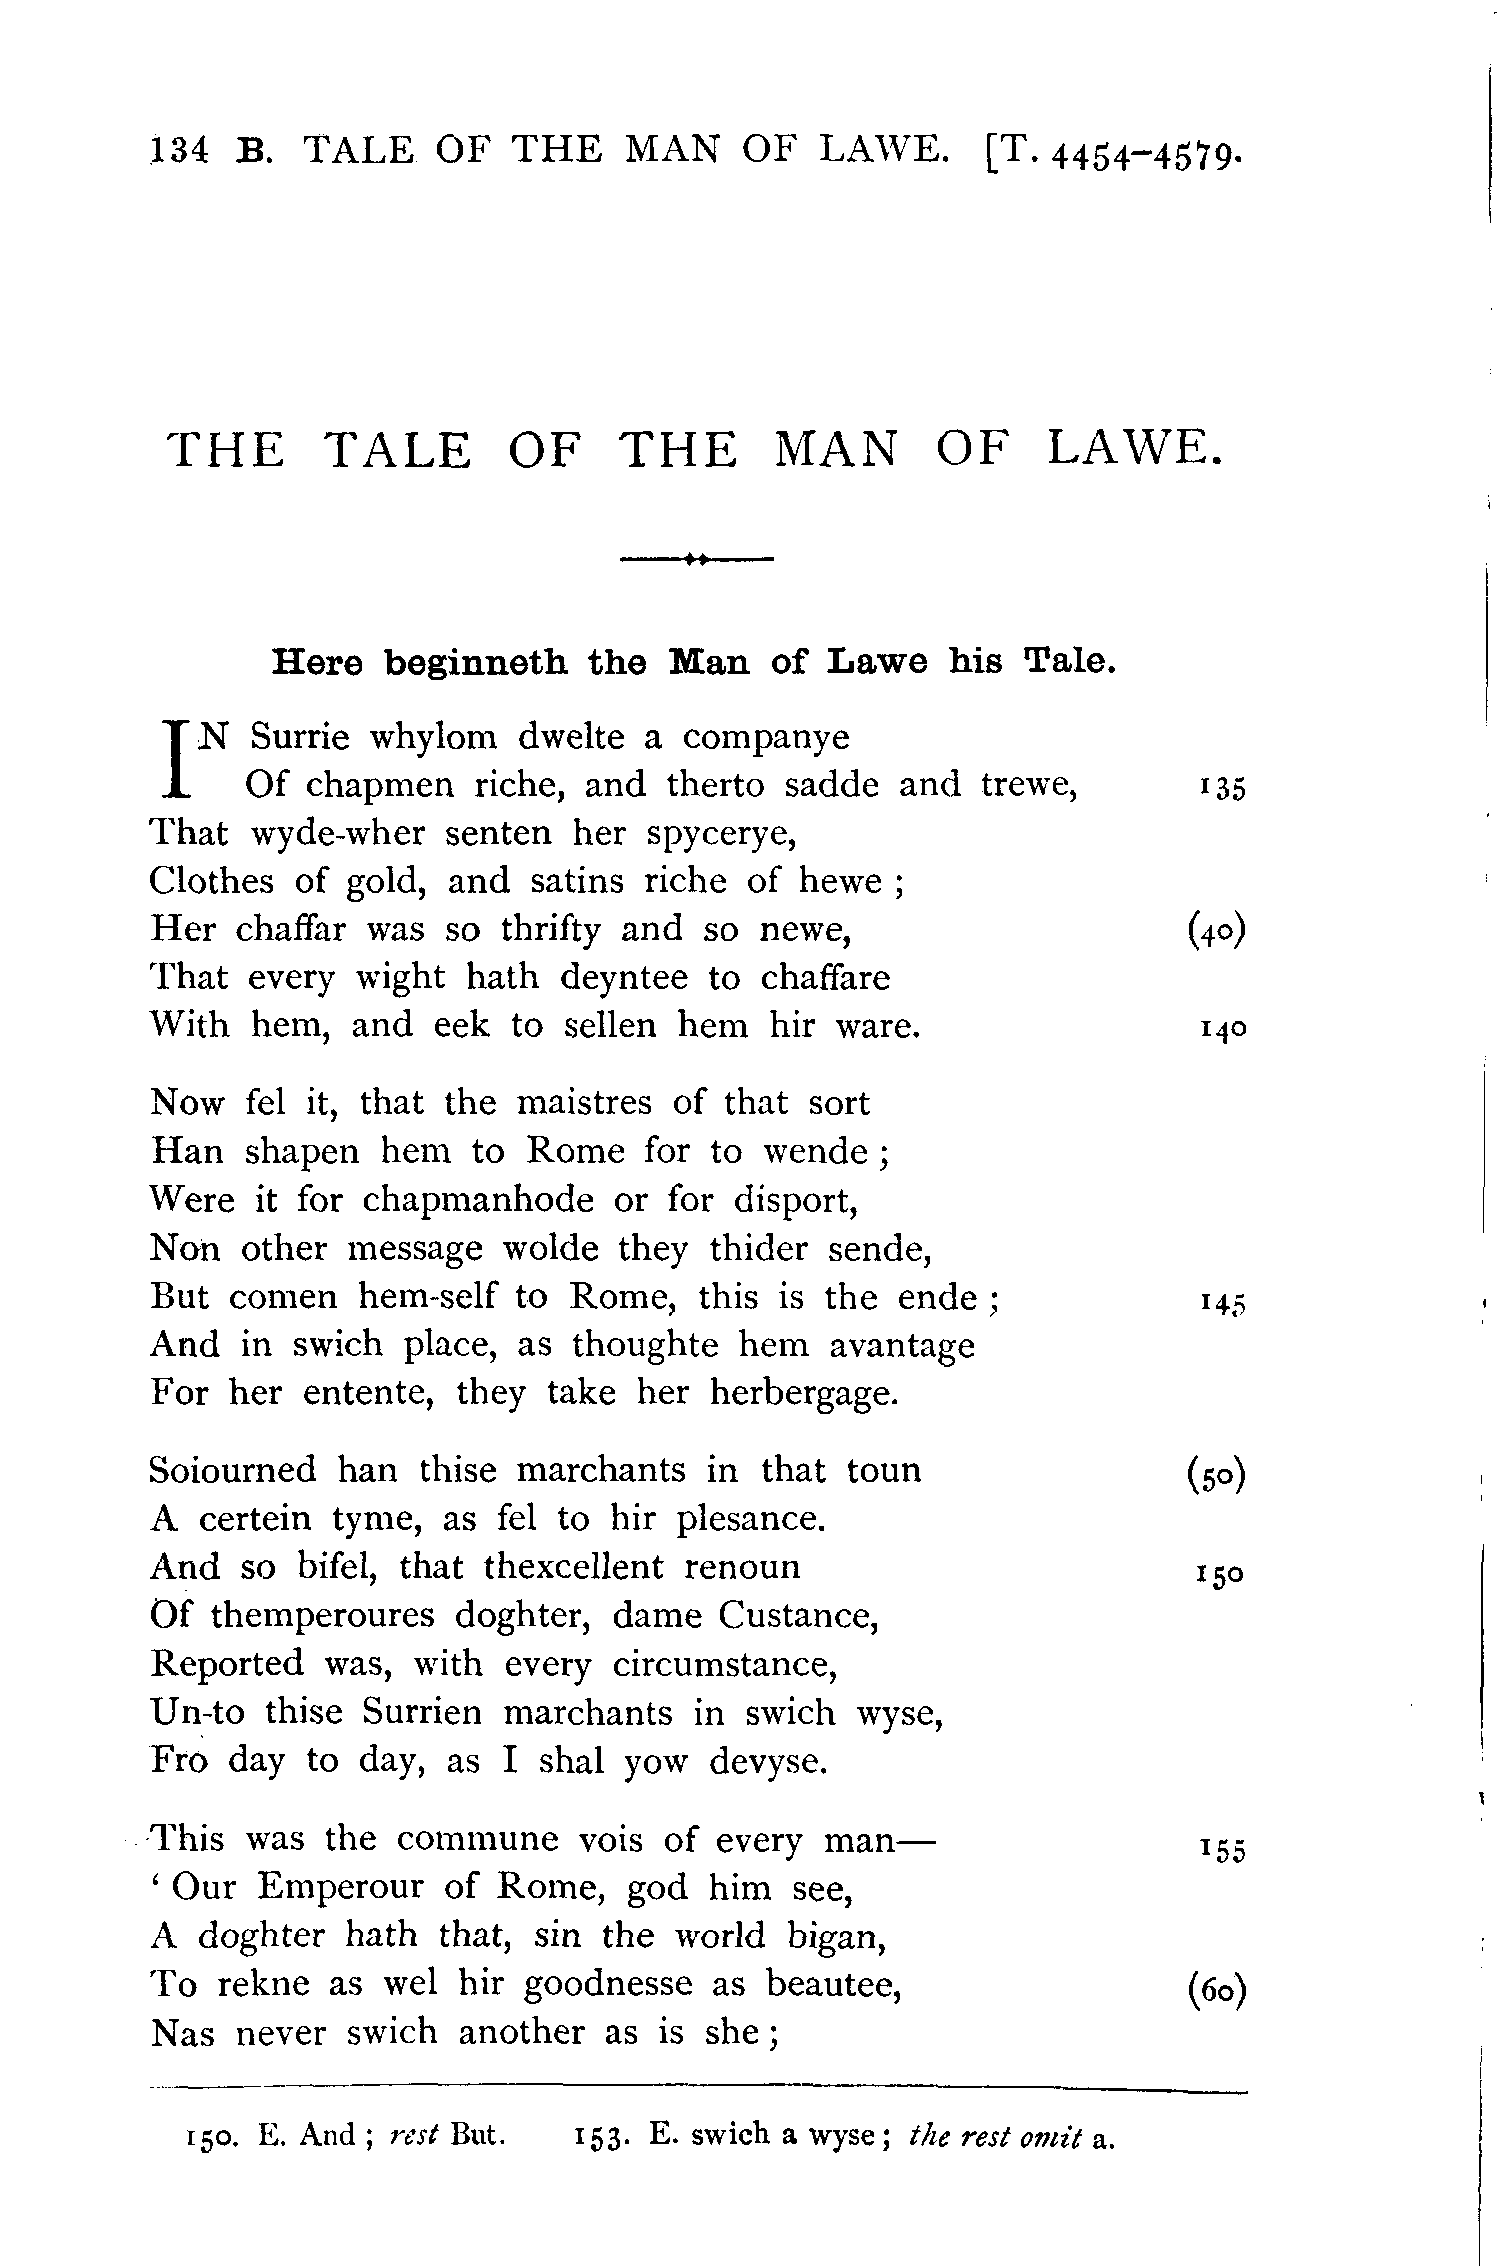 134 B. TALE OF THE MAN OF LAWE. [T. 4454-4579.
THE TALE OF THE MAN OF LAWE.
Here beginneth the Man of Lawe his Tale.
IN Surrie whylom dwelte a companye
Of chapmen riche, and therto sadde and trewe, 135
That wyde-wher senten her spycerye,
Clothes of gold, and satins riche of hewe ;
Her chaffar was so thrifty and so newe, (40)
That every wight hath deyntee to chaffare
With hem, and eek to sellen hem hir ware. 140
Now fel it, that the maistres of that sort
Han shapen hem to Rome for to wende ;
Were it for chapmanhode or for disport,
Non other message wolde they thider sende,
But comen hem-self to Rome, this is the ende ; 145
And in swich place, as thoughte hem avantage
For her entente, they take her herbergage.
Soiourned han thise marchants in that toun (50)
A certein tyme, as fel to hir plesance.
And so bifel, that thexcellent renoun 150
Of themperoures doghter, dame Custance,
Reported was, with every circumstance,
Un-to thise Surrien marchants in swich wyse,
Fro day to day, as I shal yow devyse.
This was the commune vois of every man— 155
‘ Our Emperour of Rome, god him see,
A doghter hath that, sin the world bigan,
To rekne as wel hir goodnesse as beautee, (60)
Nas never swich another as is she ;
150. E. And ; rest But. 153. E. swich a wyse ; the rest omit a.